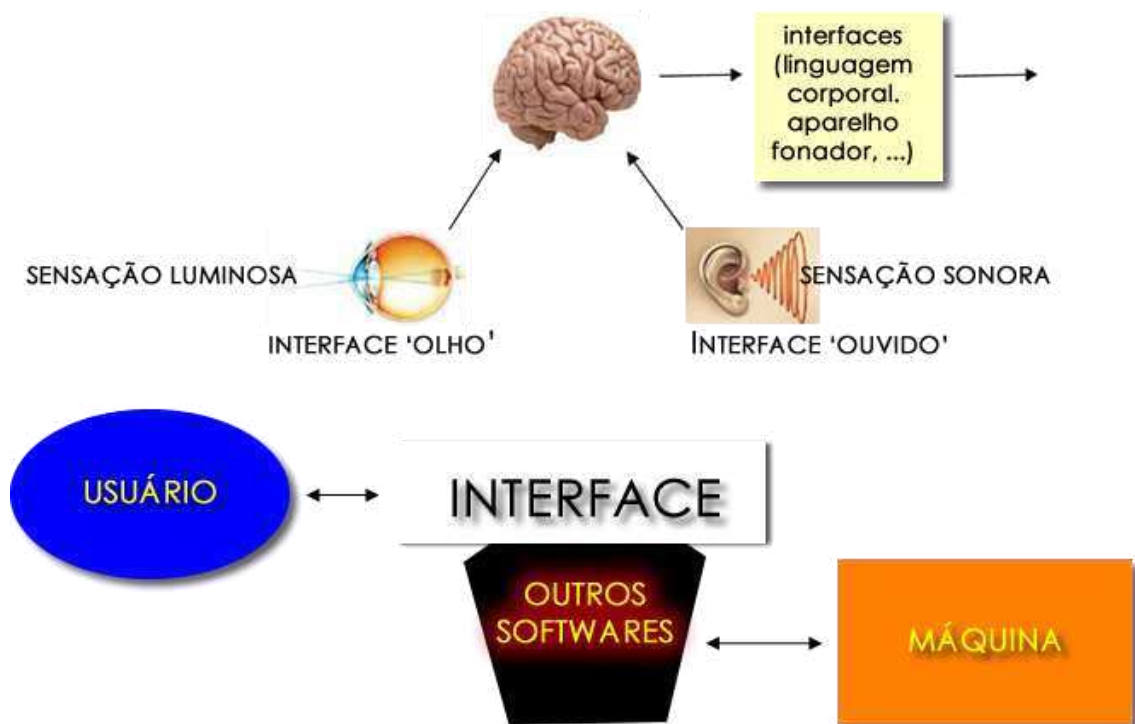 interfaces
(linguagem
corporal.
aparelho
fonador, ...)
SENSAÇÃO LUMINOSA
SENSAÇÃO SONORA
INTERFACE ‘OLHO’
INTERFACE ‘OUVIDO’
USUÁRIO
INTERFACE
OUTROS
SOFTWARES
MÁQUINA